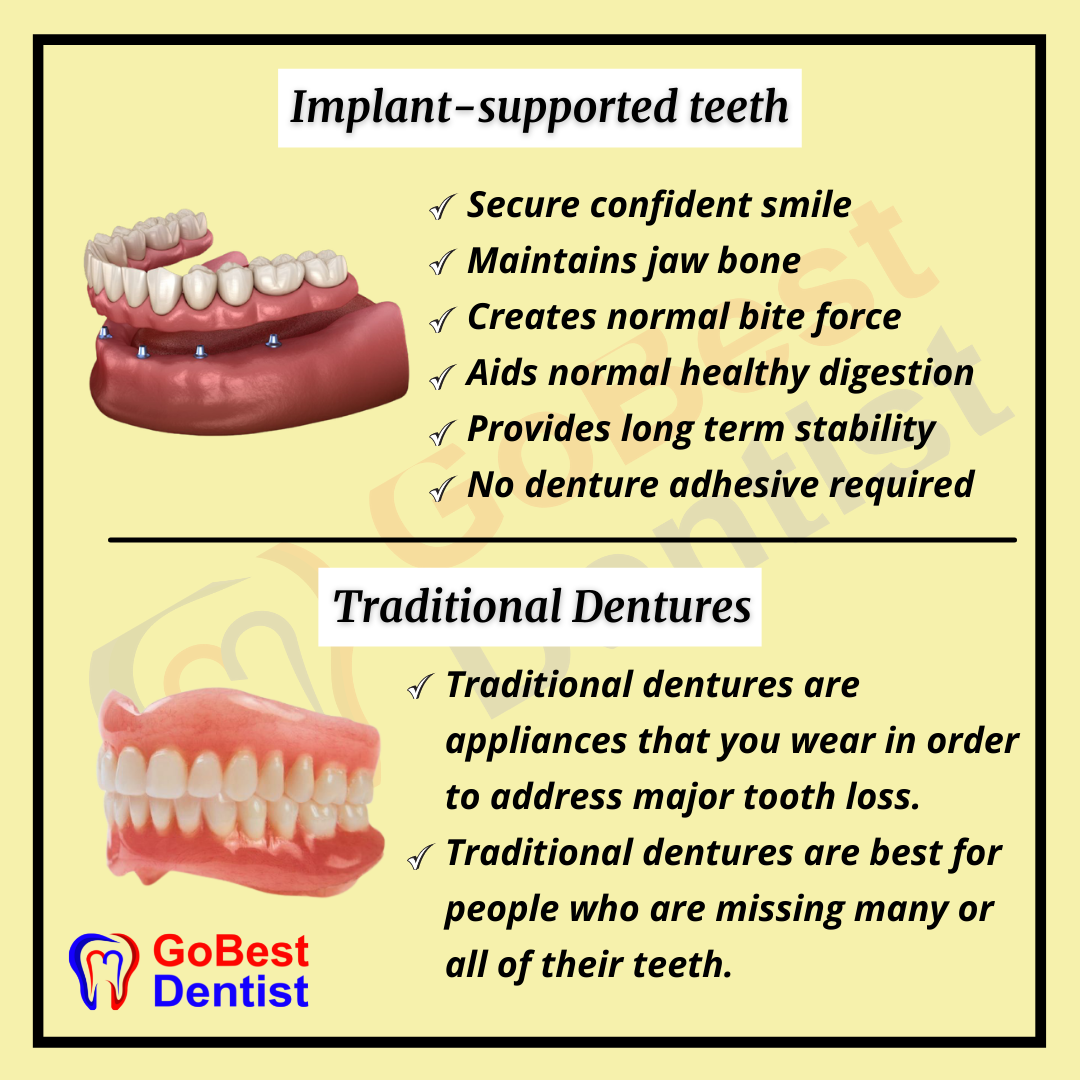 Implant-supported teeth
Secure confident smile
Maintains jaw bone
Creates normal bite force
Aids normal healthy digestion
Provides long term stability
No denture adhesive required
Traditional Dentures
Traditional dentures are
appliances that you wear in order
to address major tooth loss.
Traditional dentures are best for
people who are missing many or
all of their teeth.
GoBest
Dentist
GoBest
Dentist